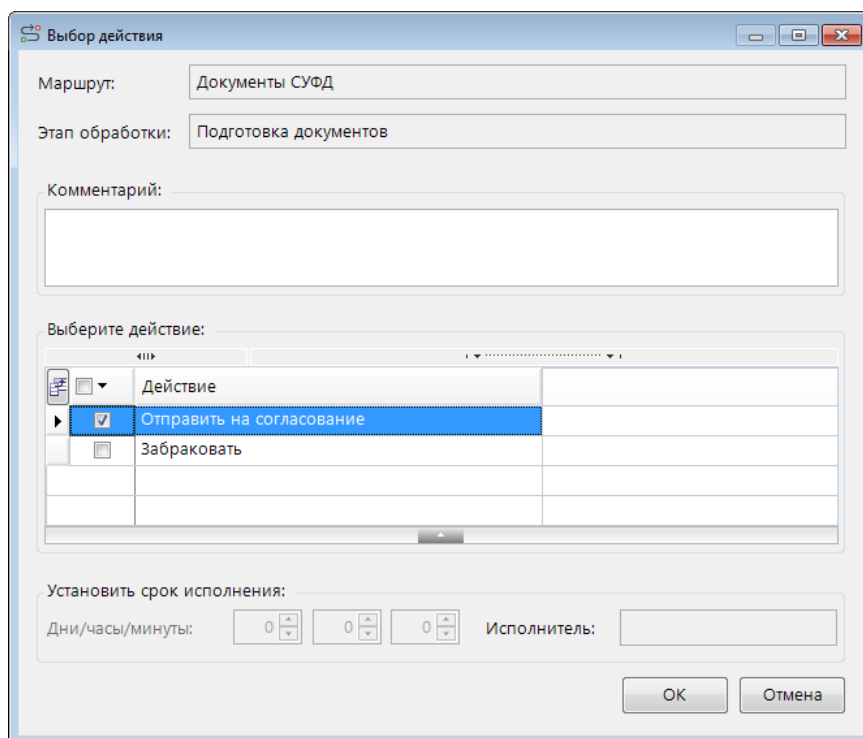 Выбор действия
Маршрут: Документы СУФД
Этап обработки: Подготовка документов
Комментарий:
Выберите действие:
Действие
Отправить на согласование
Забраковать
Установить срок исполнения:
Дни/часы/минуты: 0 0 0 Исполнитель:
ОК Отмена